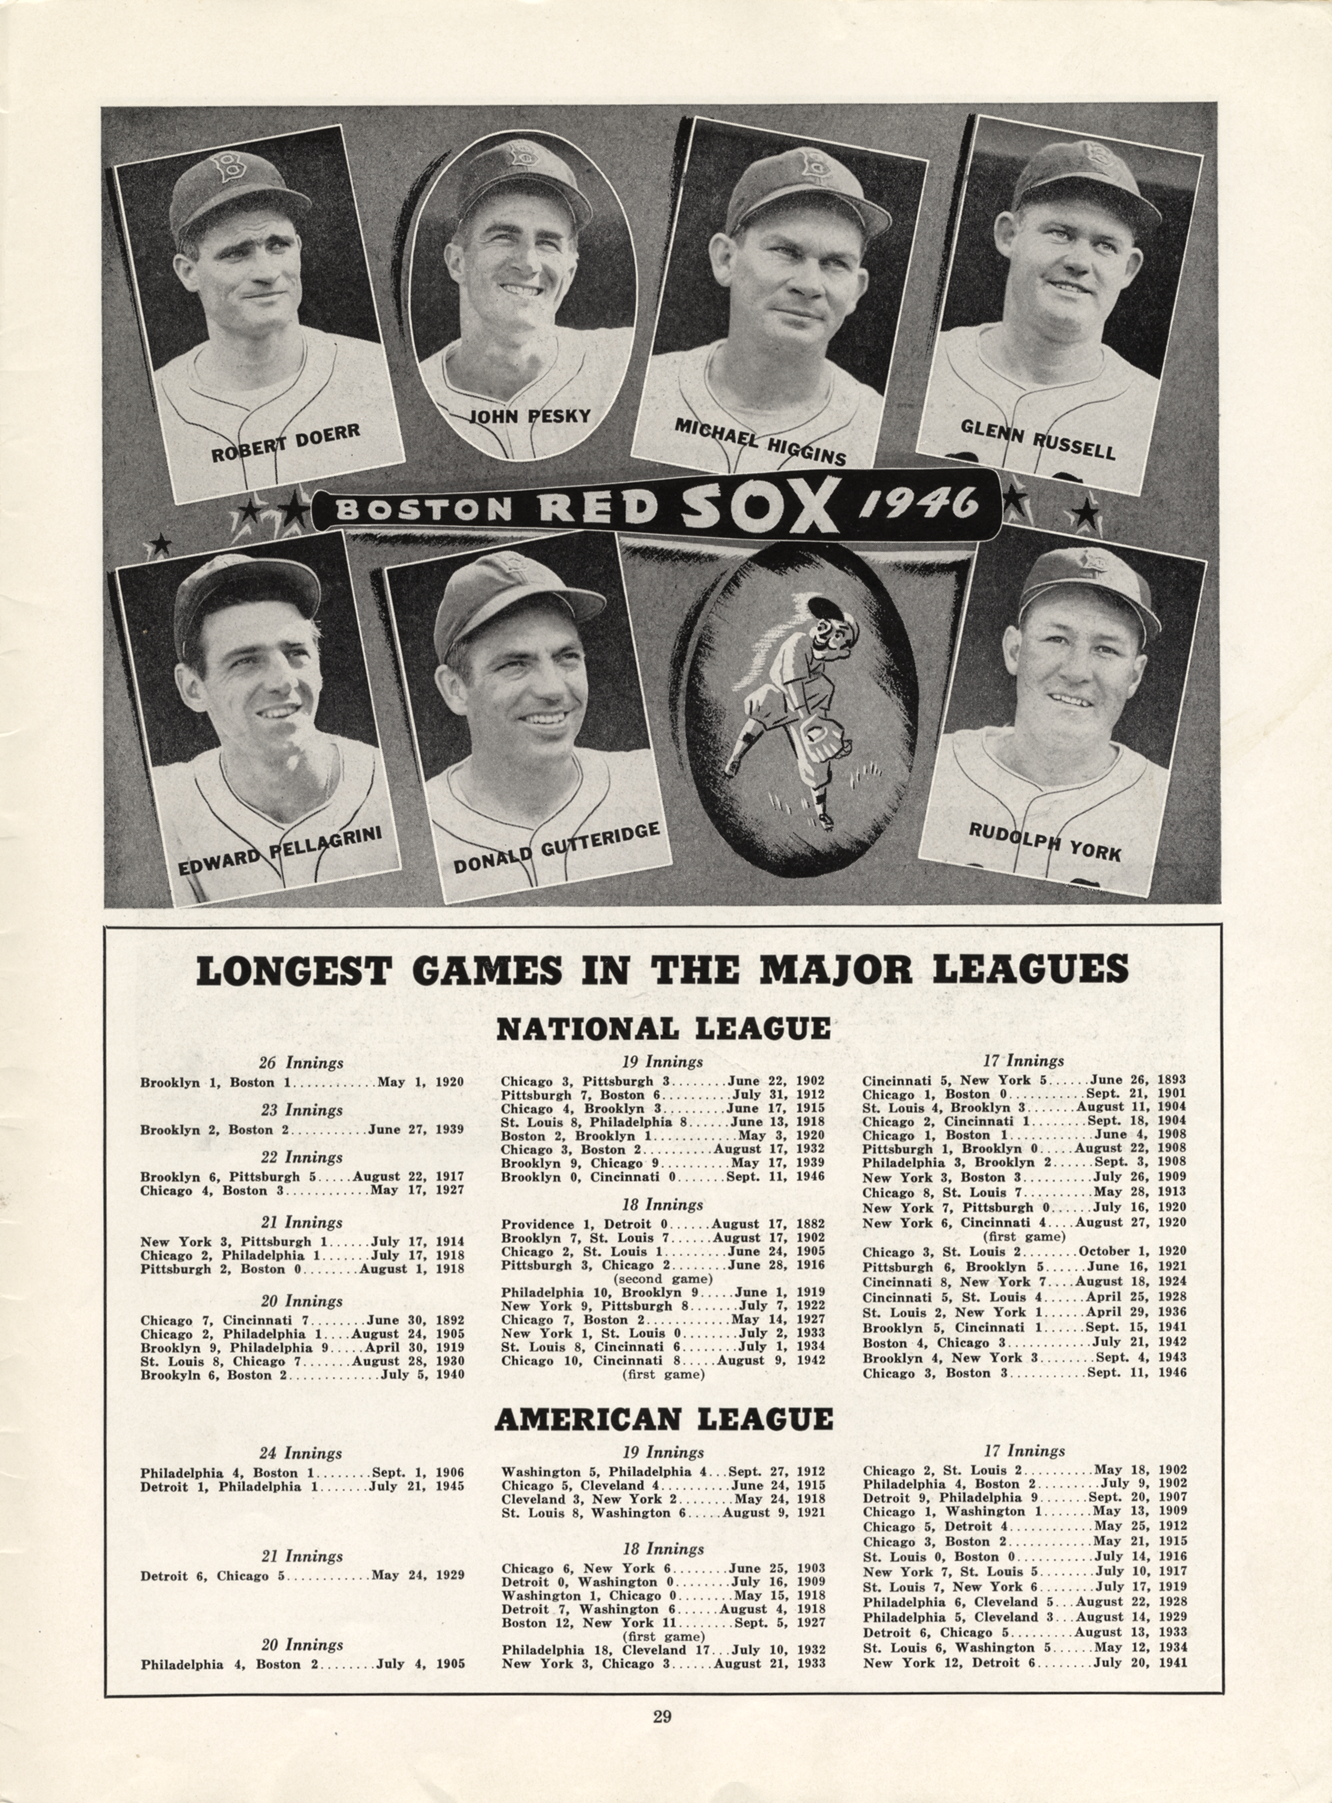 ROBERT DOERR
JOHN PESKY
MICHAEL HIGGINS
GLENN RUSSELL
BOSTON RED SOX 1946
EDWARD PELLAGRINI
DONALD GUTTERIDGE
RUDOLPH YORK
LONGEST GAMES IN THE MAJOR LEAGUES
NATIONAL LEAGUE
26 Innings
Brooklyn 1, Boston 1...........May 1, 1920
23 Innings
Brooklyn 2, Boston 2..........June 27, 1939
22 Innings
Brooklyn 6, Pittsburgh 5.....August 22, 1917
Chicago 4, Boston 3...........May 17, 1927
21 Innings
New York 3, Pittsburgh 1......July 17, 1914
Chicago 2, Philadelphia 1......July 17, 1918
Pittsburgh 2, Boston 0........August 1, 1918
20 Innings
Chicago 7, Cincinnati 7........June 30, 1892
Chicago 2, Philadelphia 1....August 24, 1905
Brooklyn 9, Philadelphia 9.....April 30, 1919
St. Louis 8, Chicago 7.......August 28, 1930
Brookyln 6, Boston 2............July 5, 1940
19 Innings
Chicago 3, Pittsburgh 3........June 22, 1902
Pittsburgh 7, Boston 6.........July 31, 1912
Chicago 4, Brooklyn 3.........June 17, 1915
St. Louis 8, Philadelphia 8......June 13, 1918
Boston 2, Brooklyn 1............May 3, 1920
Chicago 3, Boston 2..........August 17, 1932
Brooklyn 9, Chicago 9..........May 17, 1939
Brooklyn 0, Cincinnati 0.......Sept. 11, 1946
18 Innings
Providence 1, Detroit 0......August 17, 1882
Brooklyn 7, St. Louis 7.......August 17, 1902
Chicago 2, St. Louis 1.........June 24, 1905
Pittsburgh 3, Chicago 2........June 28, 1916
(second game)
Philadelphia 10, Brooklyn 9.....June 1, 1919
New York 9, Pittsburgh 8.......July 7, 1922
Chicago 7, Boston 2............May 14, 1927
New York 1, St. Louis 0........July 2, 1933
St. Louis 8, Cincinnati 6........July 1, 1934
Chicago 10, Cincinnati 8.....August 9, 1942
(first game)
17 Innings
Cincinnati 5, New York 5......June 26, 1893
Chicago 1, Boston 0...........Sept. 21, 1901
St. Louis 4, Brooklyn 3.......August 11, 1904
Chicago 2, Cincinnati 1........Sept. 18, 1904
Chicago 1, Boston 1............June 4, 1908
Pittsburgh 1, Brooklyn 0.....August 22, 1908
Philadelphia 3, Brooklyn 2......Sept. 3, 1908
New York 3, Boston 3..........July 26, 1909
Chicago 8, St. Louis 7..........May 28, 1913
New York 7, Pittsburgh 0......July 16, 1920
New York 6, Cincinnati 4....August 27, 1920
(first game)
Chicago 3, St. Louis 2........October 1, 1920
Pittsburgh 6, Brooklyn 5......June 16, 1921
Cincinnati 8, New York 7....August 18, 1924
Cincinnati 5, St. Louis 4......April 25, 1928
St. Louis 2, New York 1......April 29, 1936
Brooklyn 5, Cincinnati 1......Sept. 15, 1941
Boston 4, Chicago 3............July 21, 1942
Brooklyn 4, New York 3........Sept. 4, 1943
Chicago 3, Boston 3...........Sept. 11, 1946
AMERICAN LEAGUE
24 Innings
Philadelphia 4, Boston 1........Sept. 1, 1906
Detroit 1, Philadelphia 1.......July 21, 1945
21 Innings
Detroit 6, Chicago 5............May 24, 1929
20 Innings
Philadelphia 4, Boston 2........July 4, 1905
19 Innings
Washington 5, Philadelphia 4...Sept. 27, 1912
Chicago 5, Cleveland 4..........June 24, 1915
Cleveland 3, New York 2........May 24, 1918
St. Louis 8, Washington 6.....August 9, 1921
18 Innings
Chicago 6, New York 6........June 25, 1903
Detroit 0, Washington 0........July 16, 1909
Washington 1, Chicago 0........May 15, 1918
Detroit 7, Washington 6......August 4, 1918
Boston 12, New York 11........Sept. 5, 1927
(first game)
Philadelphia 18, Cleveland 17...July 10, 1932
New York 3, Chicago 3......August 21, 1933
17 Innings
Chicago 2, St. Louis 2..........May 18, 1902
Philadelphia 4, Boston 2........July 9, 1902
Detroit 9, Philadelphia 9.......Sept. 20, 1907
Chicago 1, Washington 1.......May 13, 1909
Chicago 5, Detroit 4............May 25, 1912
Chicago 3, Boston 2............May 21, 1915
St. Louis 0, Boston 0...........July 14, 1916
New York 7, St. Louis 5........July 10, 1917
St. Louis 7, New York 6........July 17, 1919
Philadelphia 6, Cleveland 5...August 22, 1928
Philadelphia 5, Cleveland 3...August 14, 1929
Detroit 6, Chicago 5..........August 13, 1933
St. Louis 6, Washington 5......May 12, 1934
New York 12, Detroit 6........July 20, 1941
29